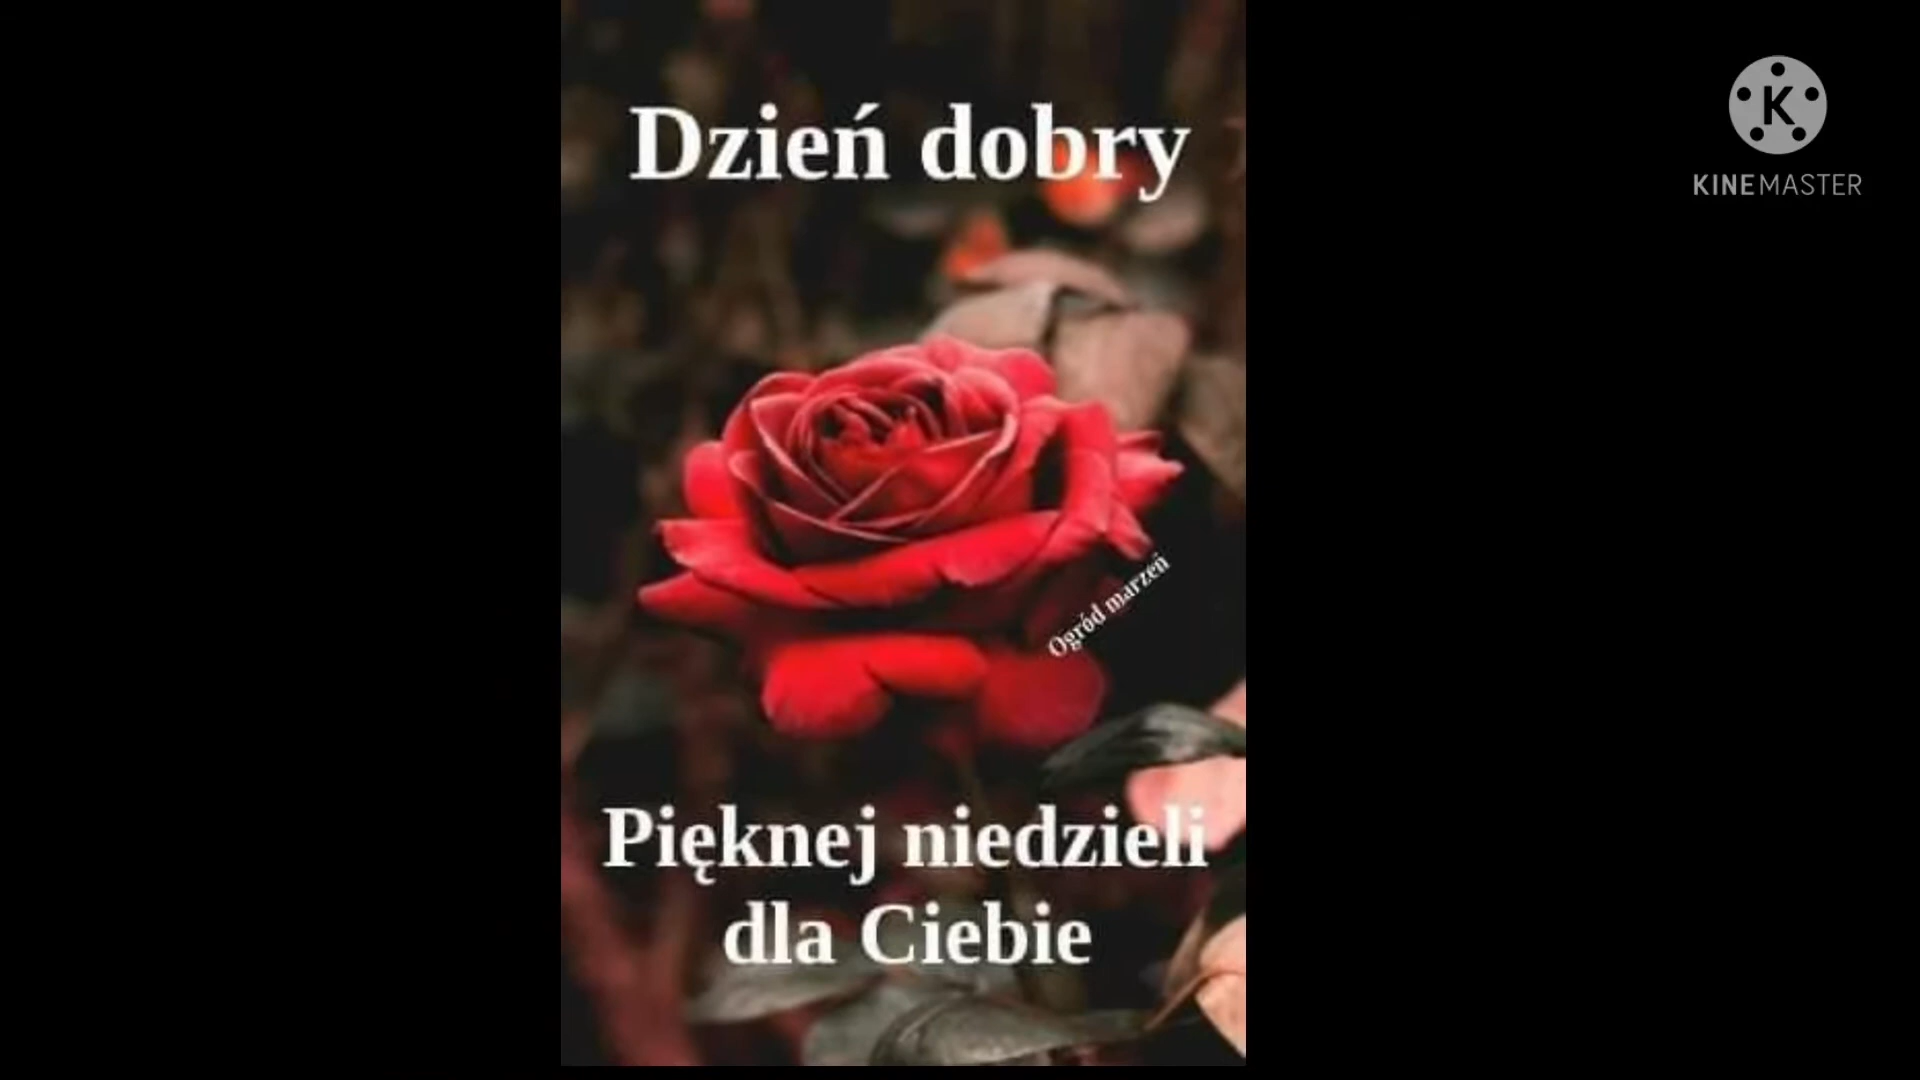 Dzień dobry
K
KINEMASTER
Ogród marzeń
Pięknej niedzieli
dla Ciebie